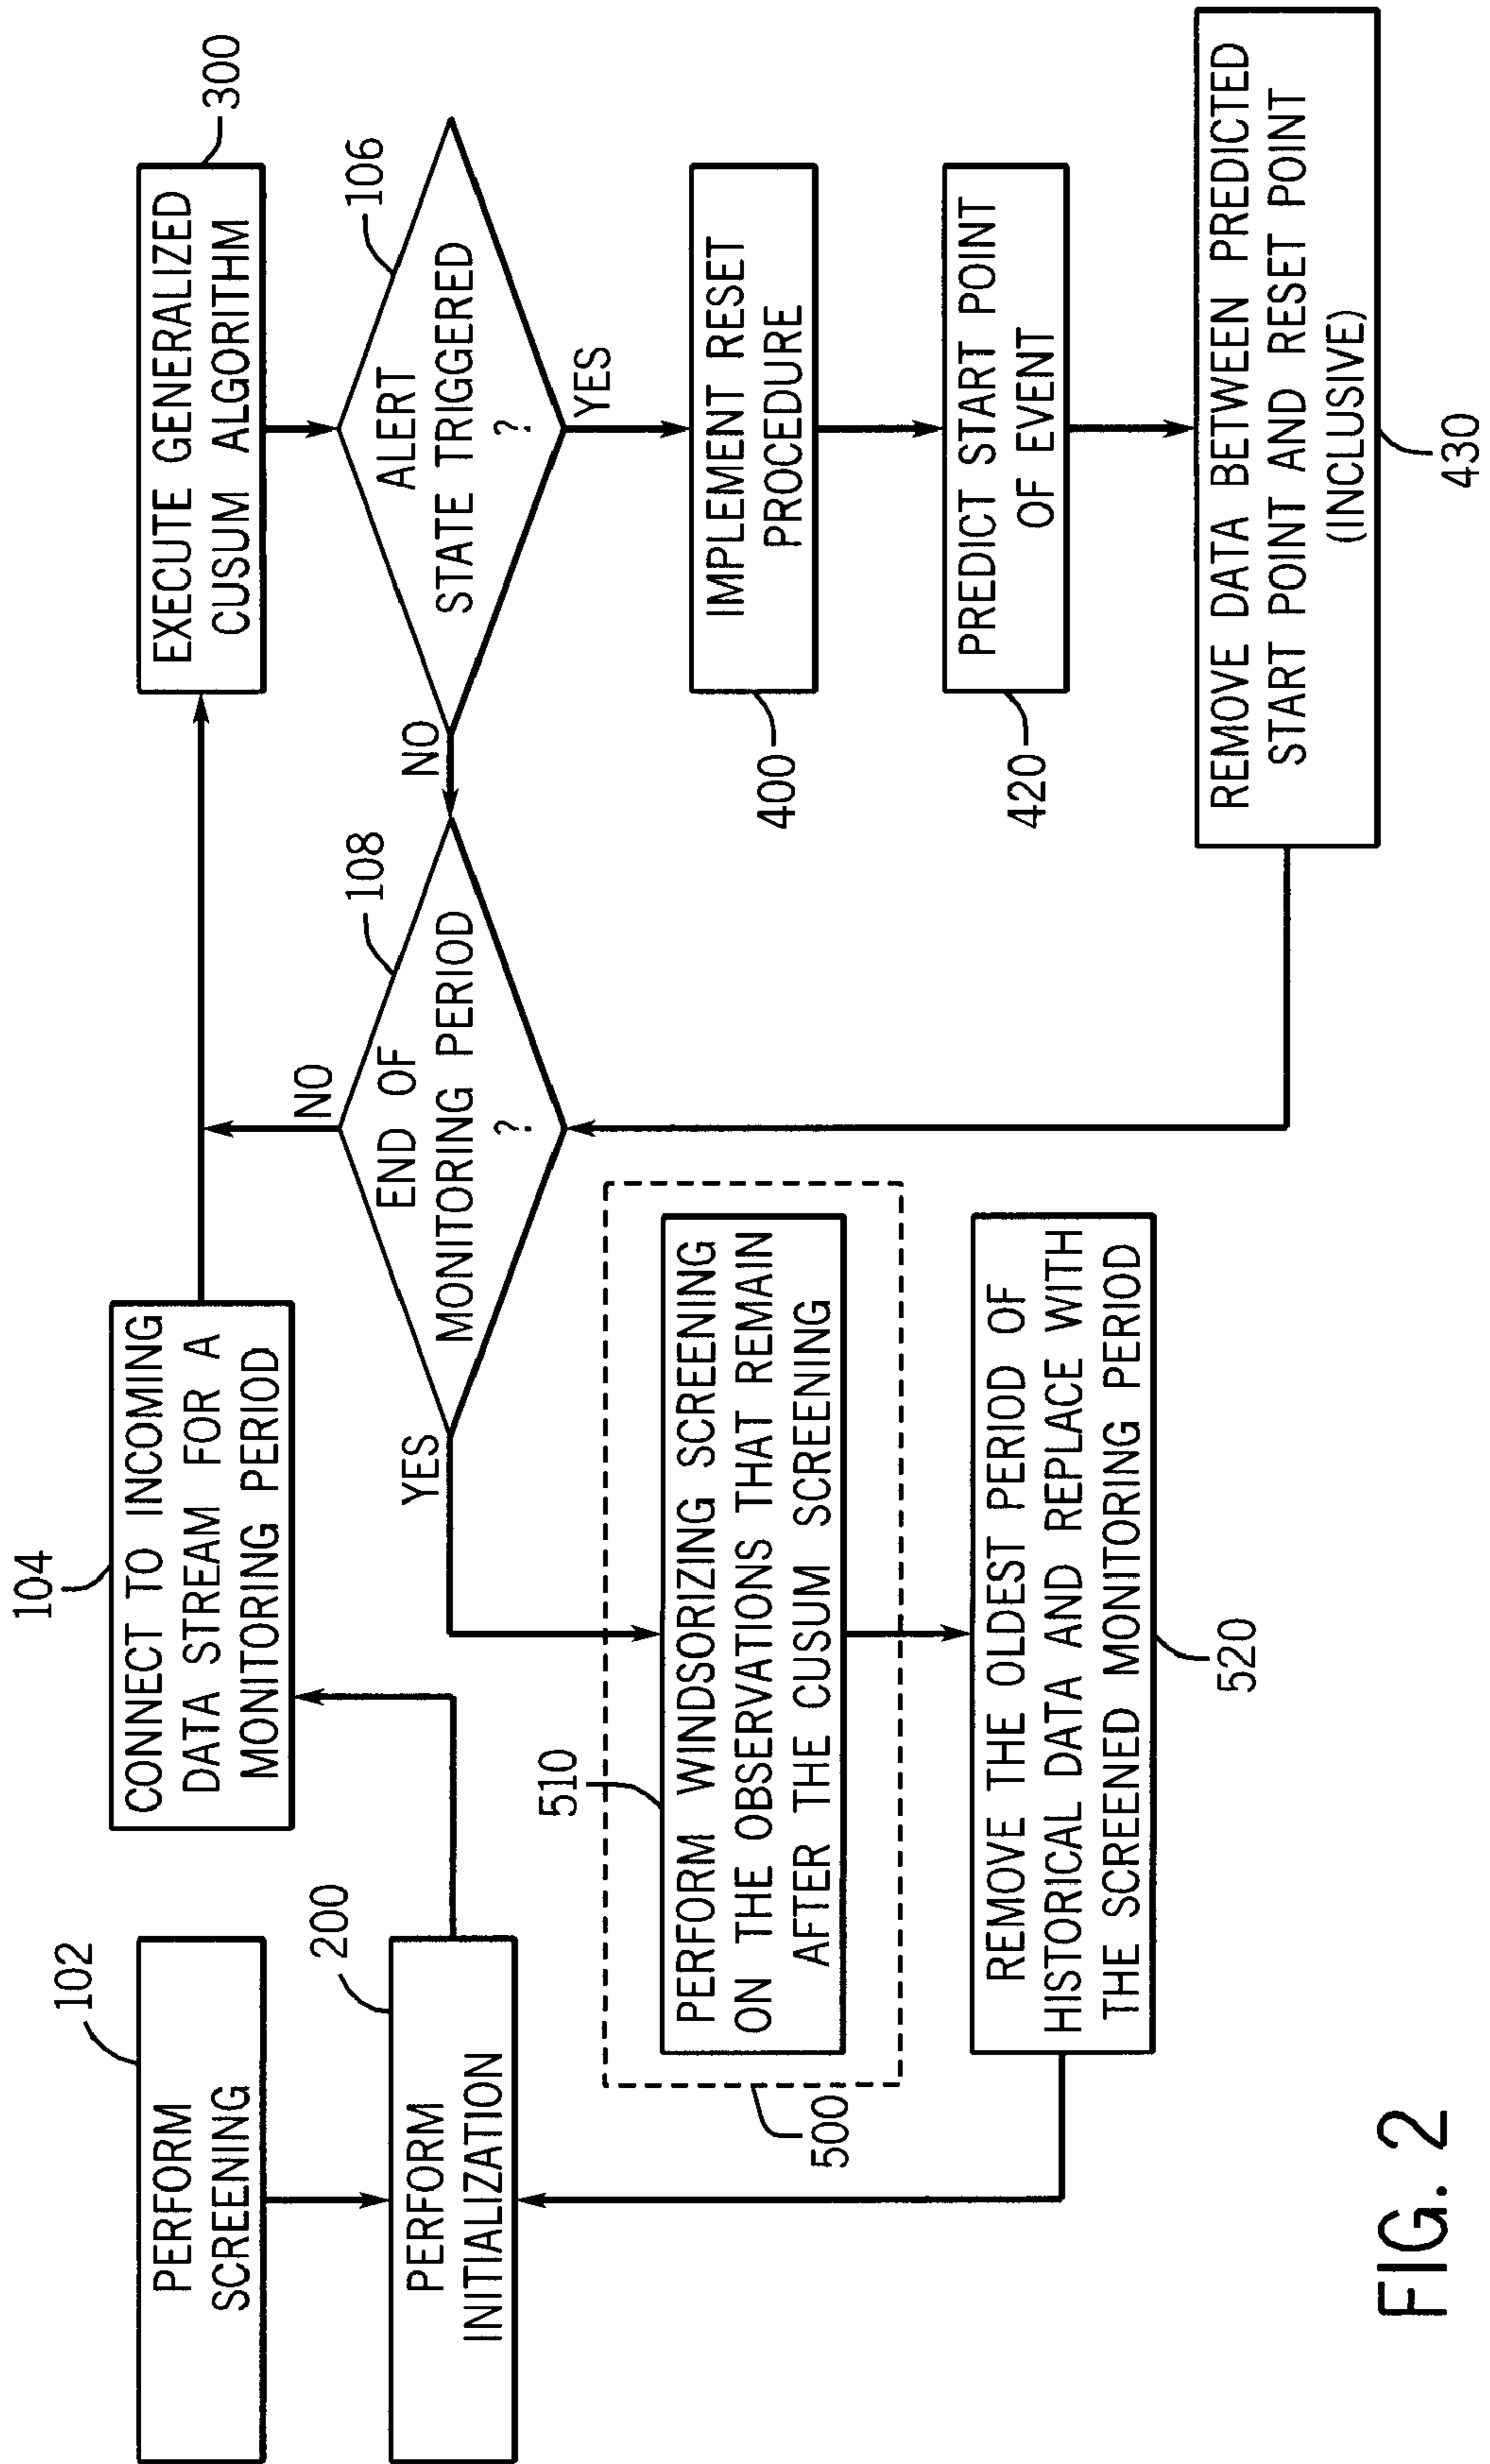 102
PERFORM
SCREENING
200
PERFORM
INITIALIZATION
104
CONNECT TO INCOMING
DATA STREAM FOR A
MONITORING PERIOD
300
EXECUTE GENERALIZED
CUSUM ALGORITHM
106
ALERT
STATE TRIGGERED
?
NO
YES
108
END OF
MONITORING PERIOD
?
NO
YES
400
IMPLEMENT RESET
PROCEDURE
420
PREDICT START POINT
OF EVENT
430
REMOVE DATA BETWEEN PREDICTED
START POINT AND RESET POINT
(INCLUSIVE)
510
PERFORM WINDSORIZING SCREENING
ON THE OBSERVATIONS THAT REMAIN
AFTER THE CUSUM SCREENING
500
REMOVE THE OLDEST PERIOD OF
HISTORICAL DATA AND REPLACE WITH
THE SCREENED MONITORING PERIOD
520
FIG. 2